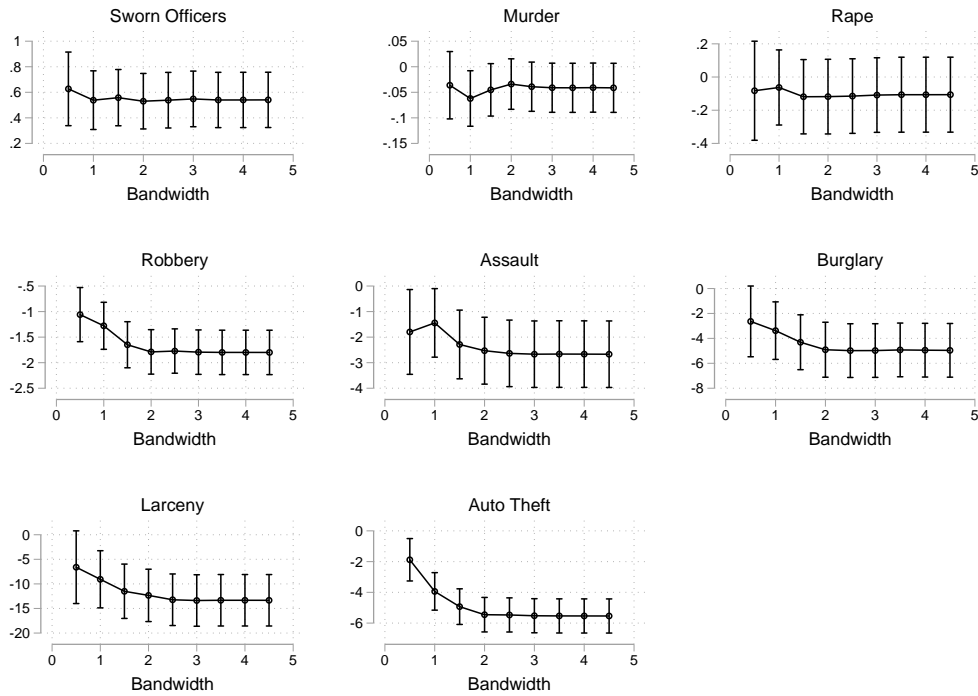 Sworn Officers
Murder
Rape
1
.8
.6
.4
.2
.05
0
-.05
-.1
-.15
.2
0
-.2
-.4
0 1 2 3 4 5
0 1 2 3 4 5
0 1 2 3 4 5
Bandwidth
Bandwidth
Bandwidth
Robbery
Assault
Burglary
-.5
-1
-1.5
-2
-2.5
0
-1
-2
-3
-4
0
-2
-4
-6
-8
0 1 2 3 4 5
0 1 2 3 4 5
0 1 2 3 4 5
Bandwidth
Bandwidth
Bandwidth
Larceny
Auto Theft
0
-5
-10
-15
-20
0
-2
-4
-6
0 1 2 3 4 5
0 1 2 3 4 5
Bandwidth
Bandwidth